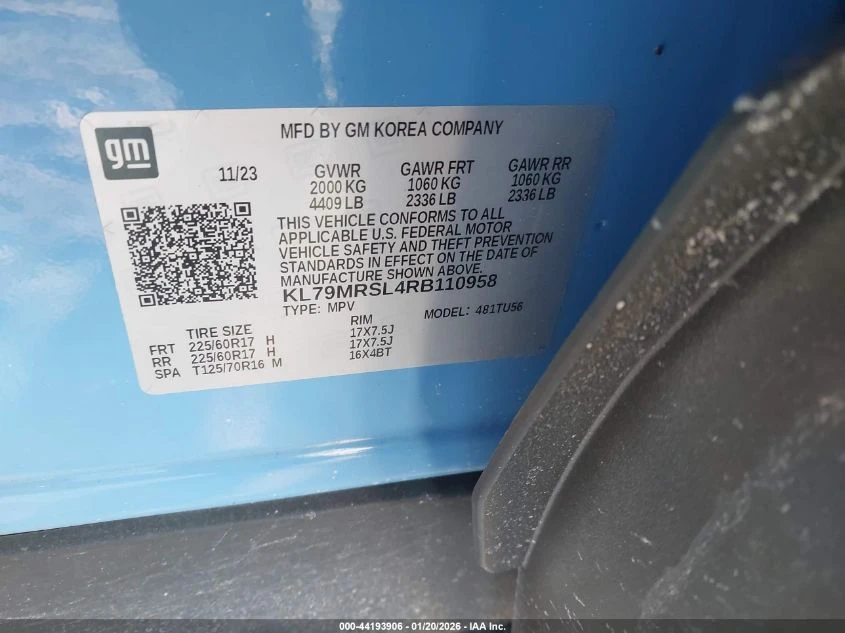 gm
MFD BY GM KOREA COMPANY
11/23
GVWR GAWR FRT GAWR RR
2000 KG 1060 KG 1060 KG
4409 LB 2336 LB 2336 LB
THIS VEHICLE CONFORMS TO ALL
APPLICABLE U.S. FEDERAL MOTOR
VEHICLE SAFETY AND THEFT PREVENTION
STANDARDS IN EFFECT ON THE DATE OF
MANUFACTURE SHOWN ABOVE.
KL79MRSL4RB110958
TYPE: MPV MODEL: 481TU56
TIRE SIZE RIM
FRT 225/60R17 H 17X7.5J
RR 225/60R17 H 17X7.5J
SPA T125/70R16 M 16X4BT
000-44193906 - 01/20/2026 - IAA Inc.